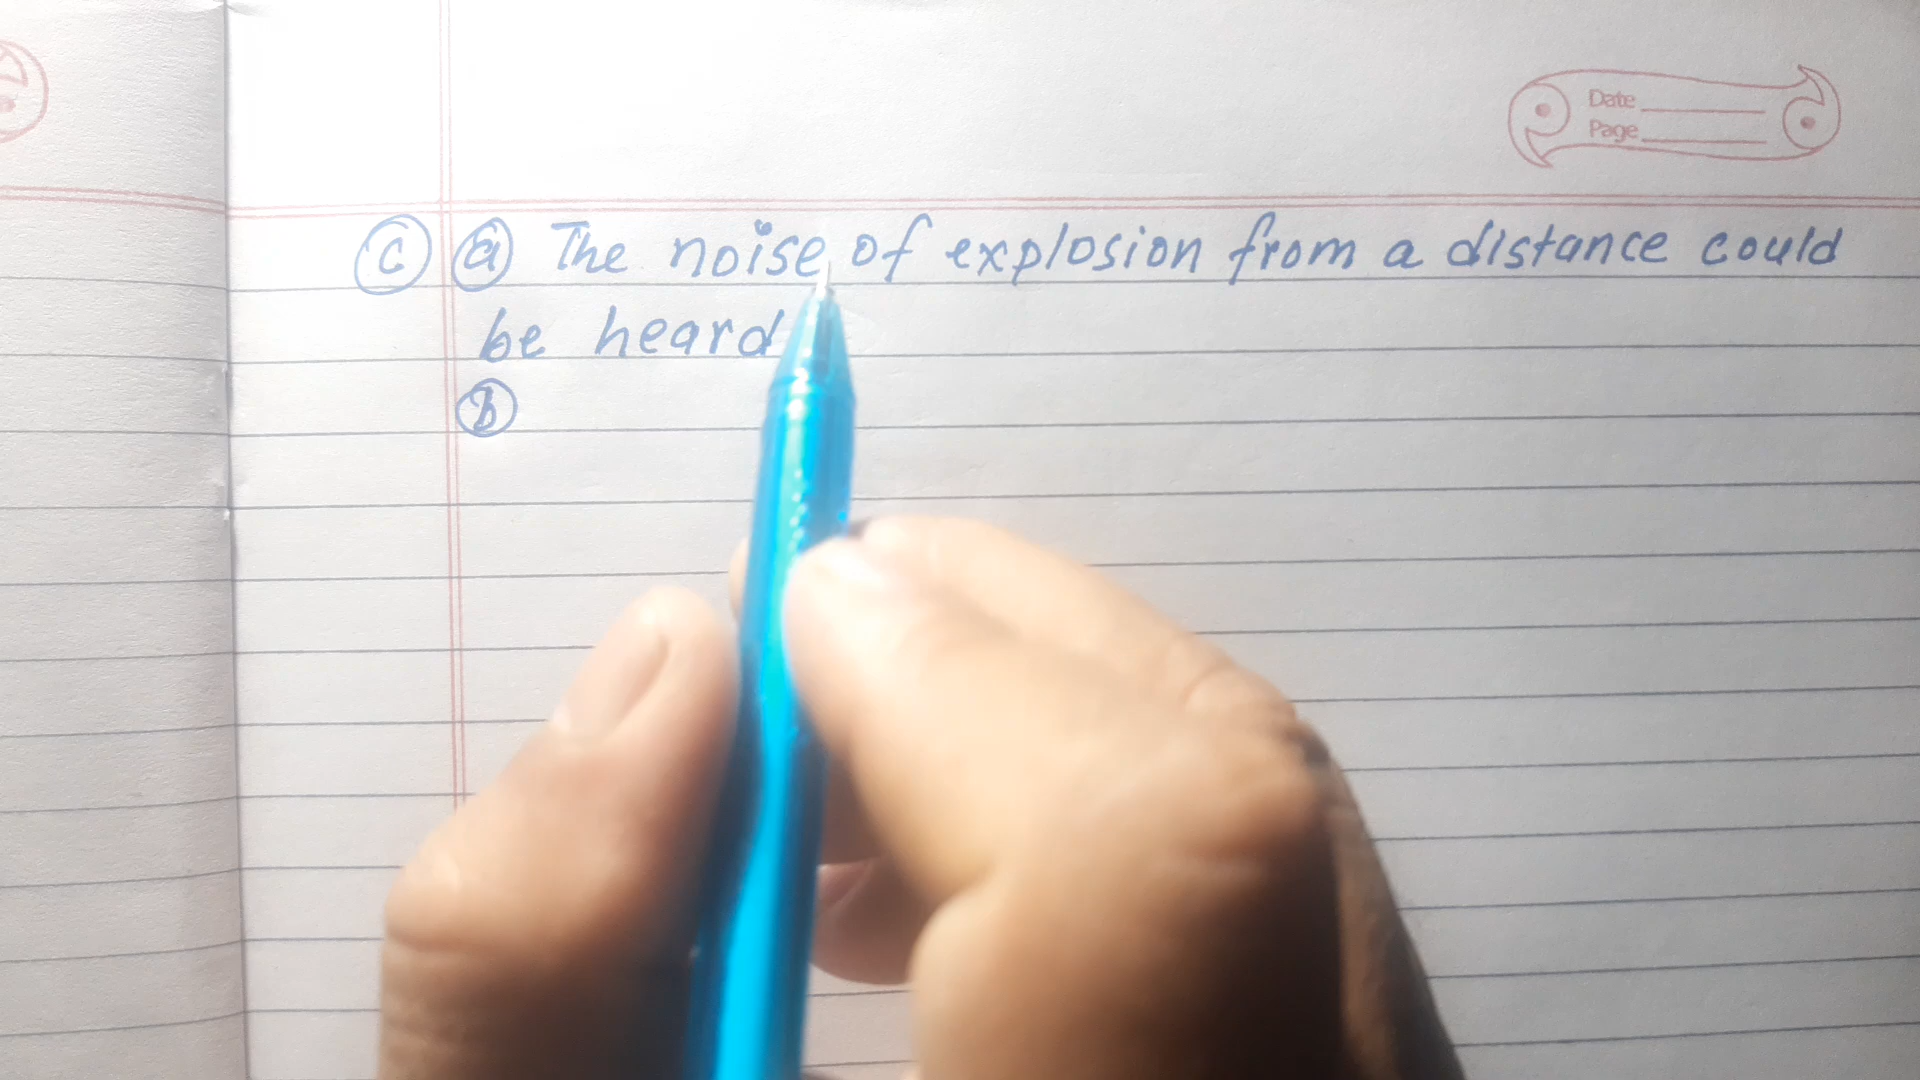 Date
Page
C a The noise of explosion from a distance could
be heard
b